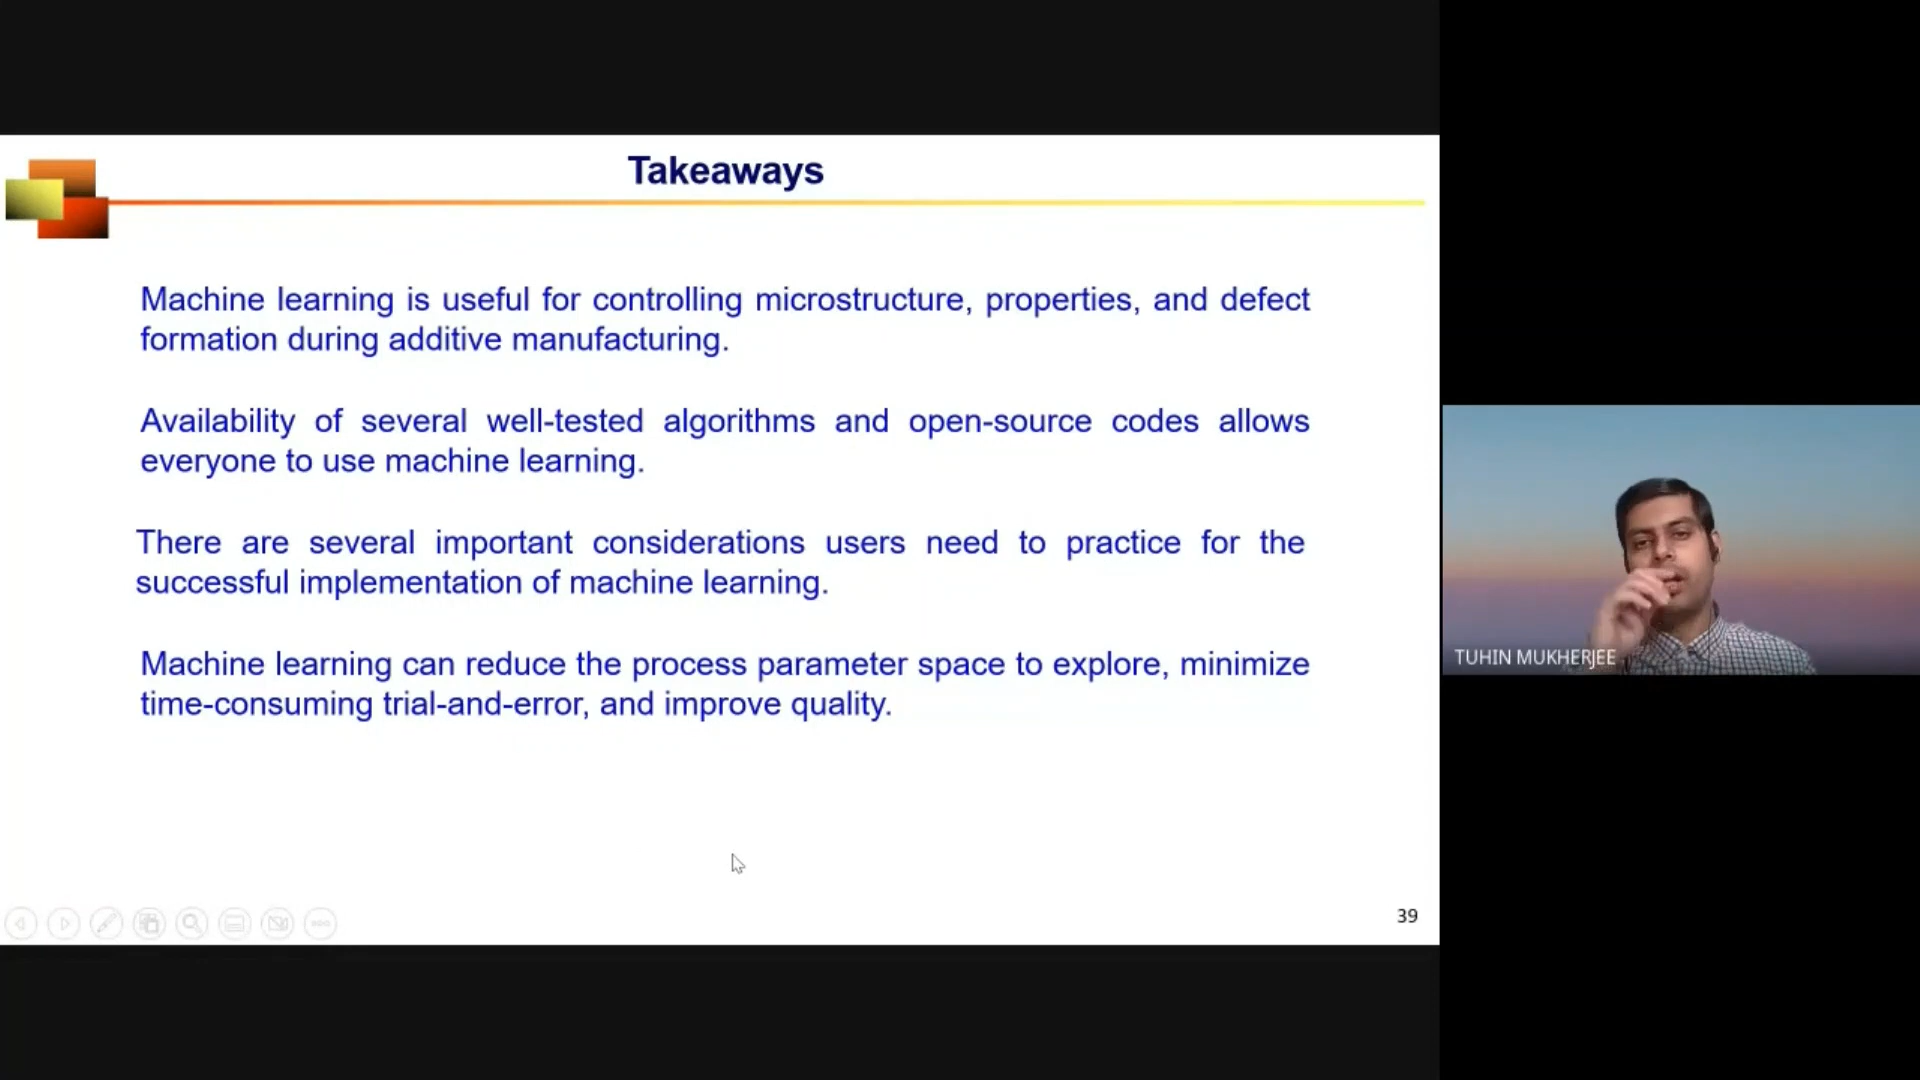 Takeaways
Machine learning is useful for controlling microstructure, properties, and defect
formation during additive manufacturing.
Availability of several well-tested algorithms and open-source codes allows
everyone to use machine learning.
There are several important considerations users need to practice for the
successful implementation of machine learning.
Machine learning can reduce the process parameter space to explore, minimize
time-consuming trial-and-error, and improve quality.
39
TUHIN MUKHERJEE